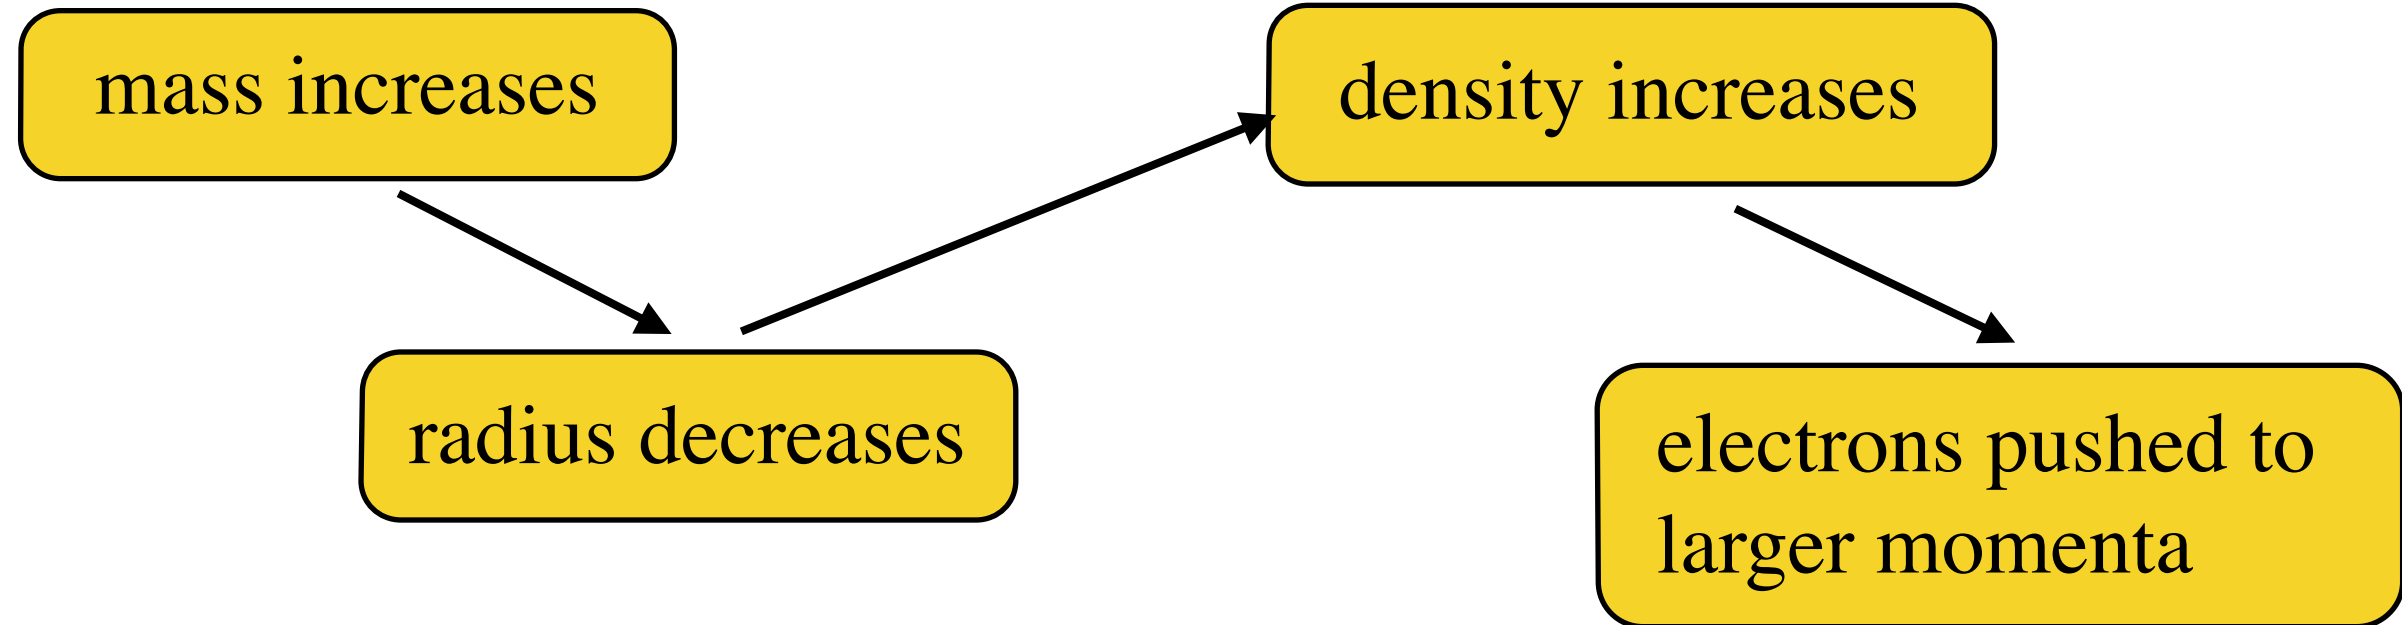 mass increases
radius decreases
density increases
electrons pushed to
larger momenta